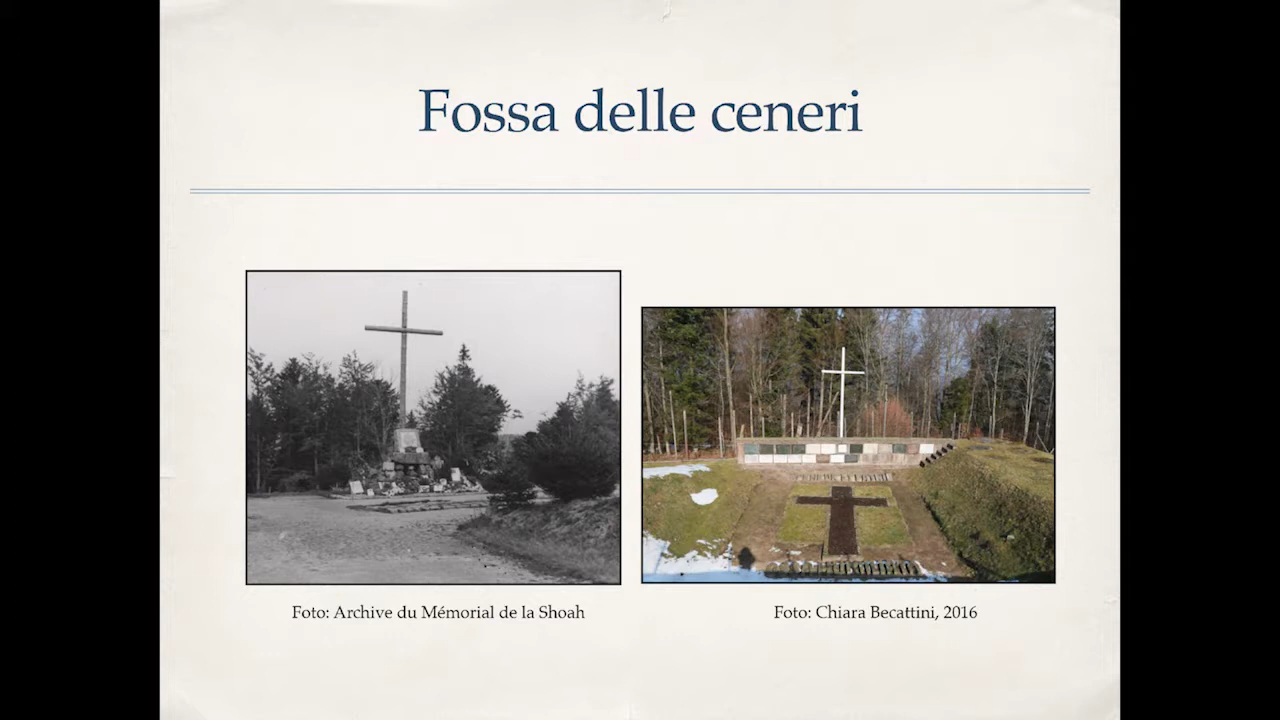 Fossa delle ceneri
Foto: Archive du Mémorial de la Shoah
Foto: Chiara Becattini, 2016